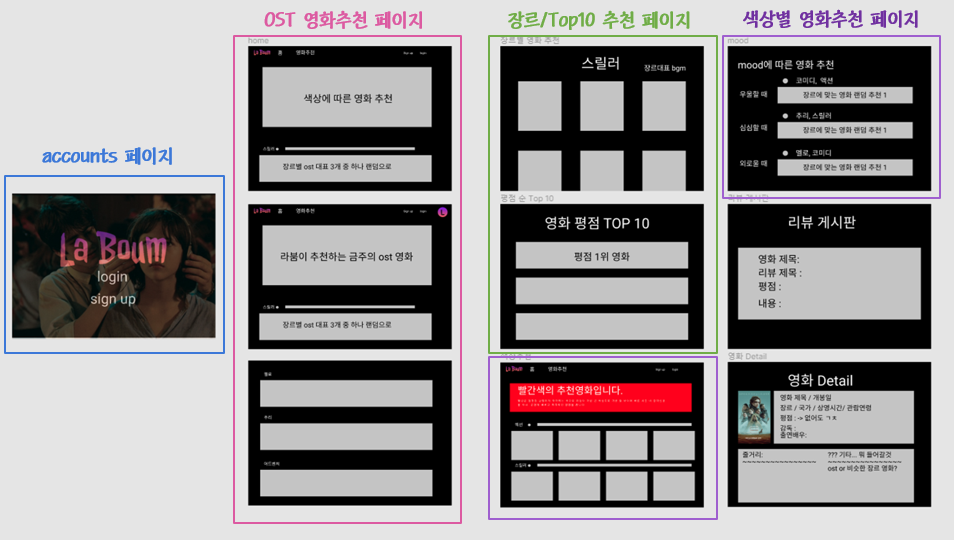 OST 영화추천 페이지
장르/Top10 추천 페이지
색상별 영화추천 페이지
accounts 페이지
La Boum
login
sign up
home
La Boum 홈 영화추천 Sign up login
색상에 따른 영화 추천
스릴러
장르별 ost 대표 3개 중 하나 랜덤으로
La Boum 홈 영화추천 Sign up login
L
라붐이 추천하는 금주의 ost 영화
스릴러
장르별 ost 대표 3개 중 하나 랜덤으로
멜로
추리
어드벤처
장르별 영화 추천
스릴러
장르대표 bgm
평점 순 Top 10
영화 평점 TOP 10
평점 1위 영화
색상추천
La Boum 홈 영화추천 Sign up login
빨간색의 추천영화입니다.
액션
스릴러
mood
mood에 따른 영화 추천
코미디, 액션
우울할 때
장르에 맞는 영화 랜덤 추천 1
추리, 스릴러
심심할 때
장르에 맞는 영화 랜덤 추천 1
멜로, 코미디
외로울 때
장르에 맞는 영화 랜덤 추천 1
리뷰 게시판
리뷰 게시판
영화 제목:
리뷰 제목 :
평점 :
내용 :
영화 Detail
영화 Detail
영화 제목 / 개봉일
장르 / 국가 / 상영시간/ 관람연령
평점 : -> 없어도 ㄱㅊ
감독 :
출연배우:
줄거리:
~~~~~~~~~~~~~~~~
??? 기타... 뭐 들어갈것
~~~~~~~~~~~~~~~~
ost or 비슷한 장르 영화?